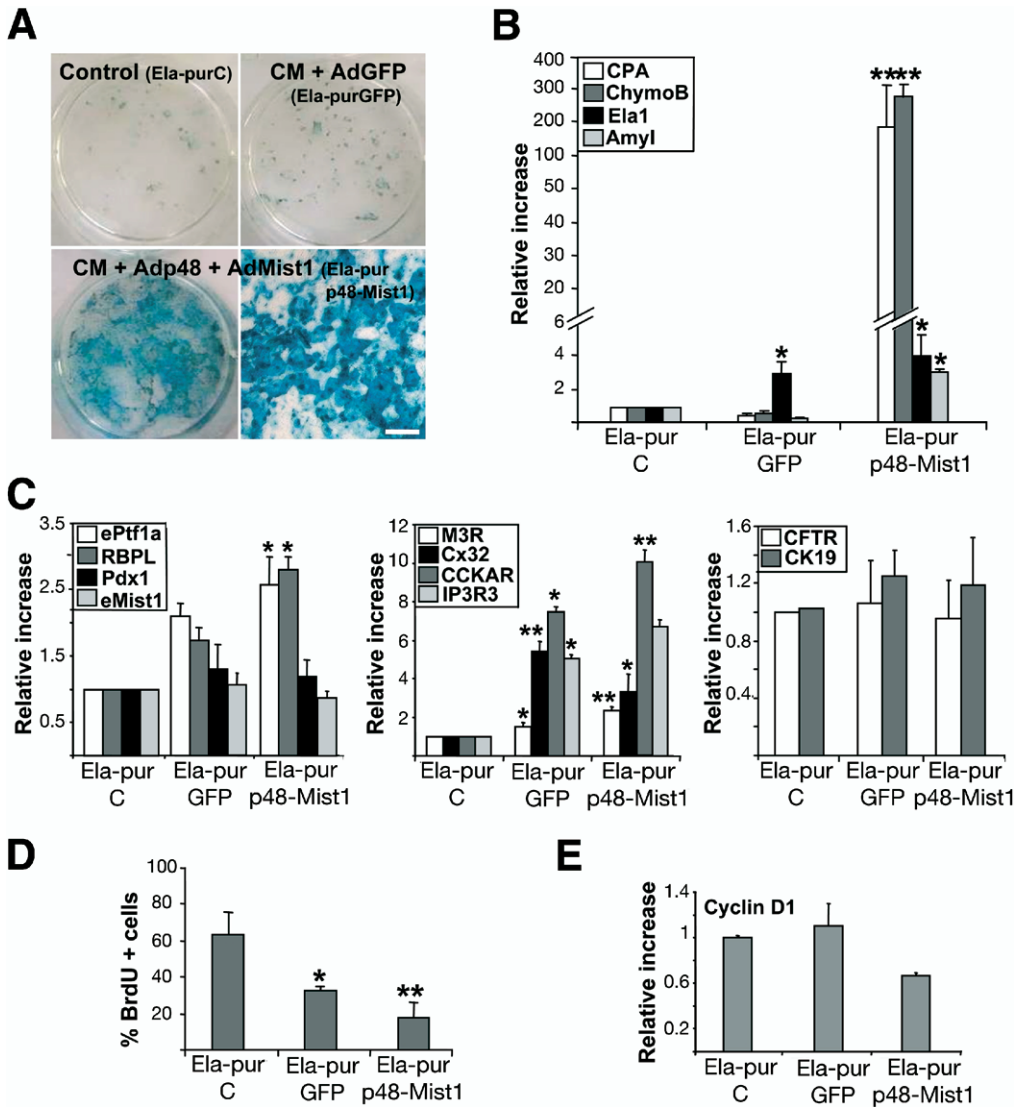 A
Control (Ela-purC)
CM + AdGFP
(Ela-purGFP)
CM + Adp48 + AdMist1 (Ela-pur
p48-Mist1)
B
Relative increase
400
300
200
100
50
40
30
20
6
4
2
CPA
ChymoB
Ela1
Amyl
*
****
*
*
Ela-pur
C
Ela-pur
GFP
Ela-pur
p48-Mist1
C
Relative increase
3.5
2.5
1.5
0.5
ePtf1a
RBPL
Pdx1
eMist1
* *
Ela-pur
C
Ela-pur
GFP
Ela-pur
p48-Mist1
Relative increase
12
10
8
6
4
2
M3R
Cx32
CCKAR
IP3R3
*
**
*
*
**
*
**
Ela-pur
C
Ela-pur
GFP
Ela-pur
p48-Mist1
Relative increase
1.6
1.2
0.8
0.4
CFTR
CK19
Ela-pur
C
Ela-pur
GFP
Ela-pur
p48-Mist1
D
% BrdU + cells
100
80
60
40
20
*
**
Ela-pur
C
Ela-pur
GFP
Ela-pur
p48-Mist1
E
Relative increase
1.4
1
0.6
0.2
Cyclin D1
Ela-pur
C
Ela-pur
GFP
Ela-pur
p48-Mist1